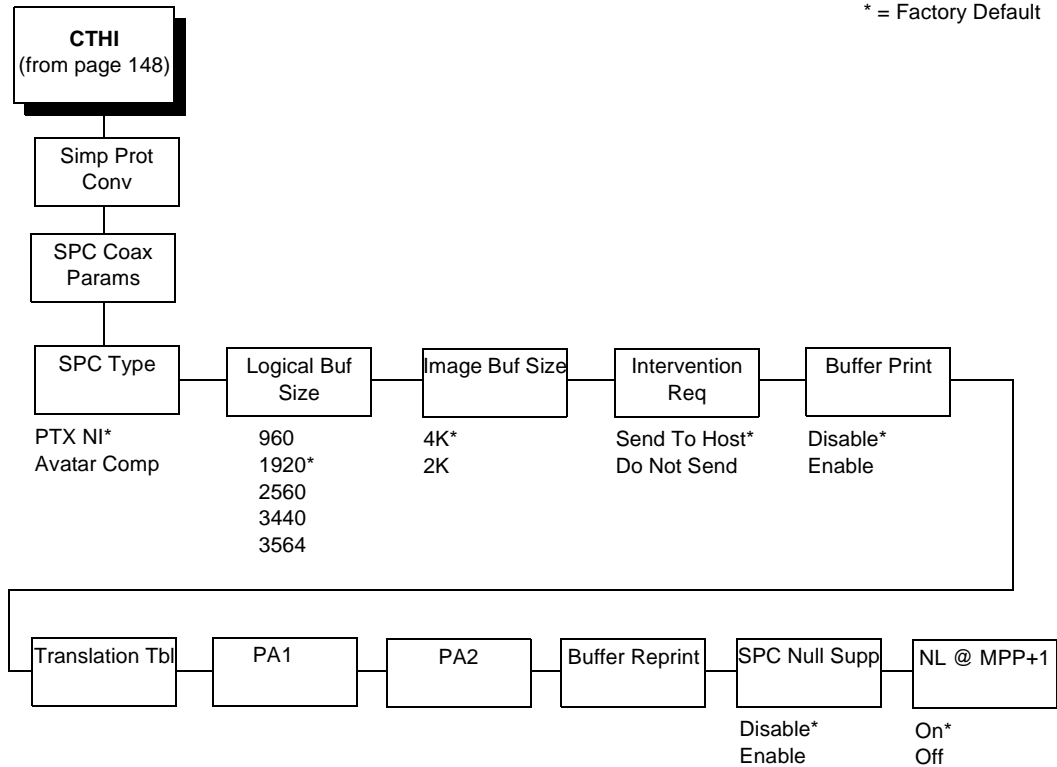 * = Factory Default
CTHI
(from page 148)
Simp Prot
Conv
SPC Coax
Params
SPC Type
PTX NI*
Avatar Comp
Logical Buf
Size
960
1920*
2560
3440
3564
Image Buf Size
4K*
2K
Intervention
Req
Send To Host*
Do Not Send
Buffer Print
Disable*
Enable
Translation Tbl
PA1
PA2
Buffer Reprint
SPC Null Supp
Disable*
Enable
NL @ MPP+1
On*
Off